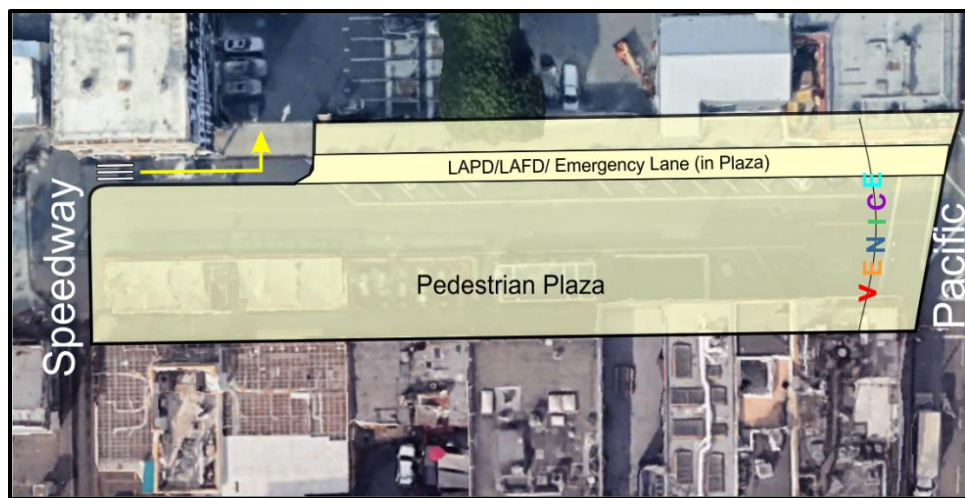 LAPD/LAFD/ Emergency Lane (in Plaza)
Speedway
VENICE
Pacific
Pedestrian Plaza